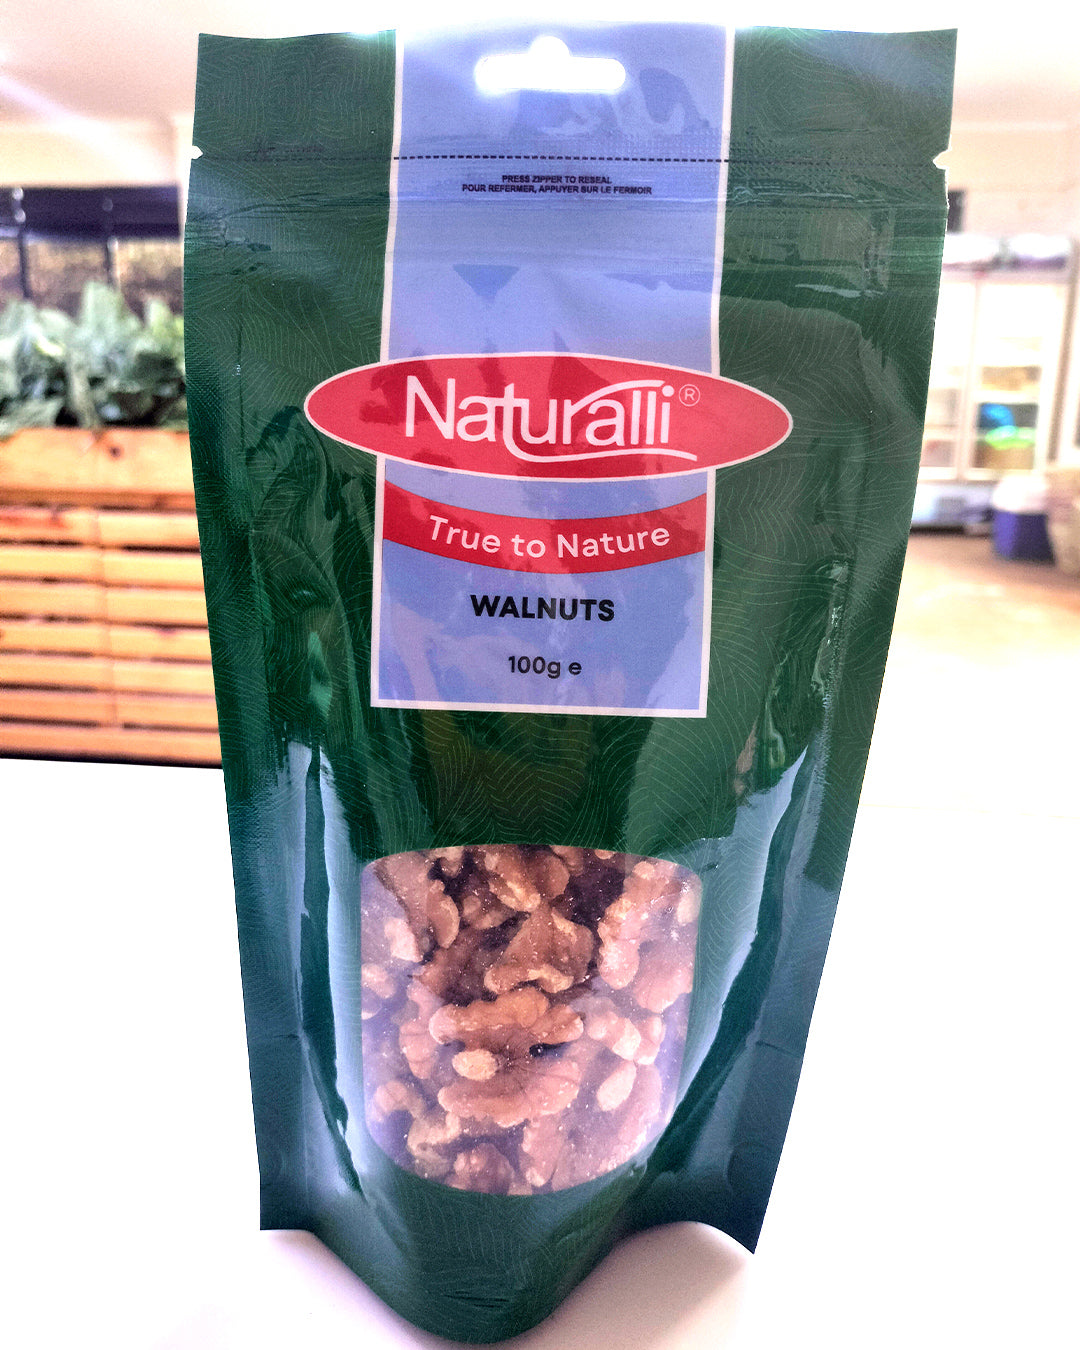 PRESS ZIPPER TO RESEAL
POUR REFERMER, APPUYER SUR LE FERMOIR
Naturalli®
True to Nature
WALNUTS
100g e